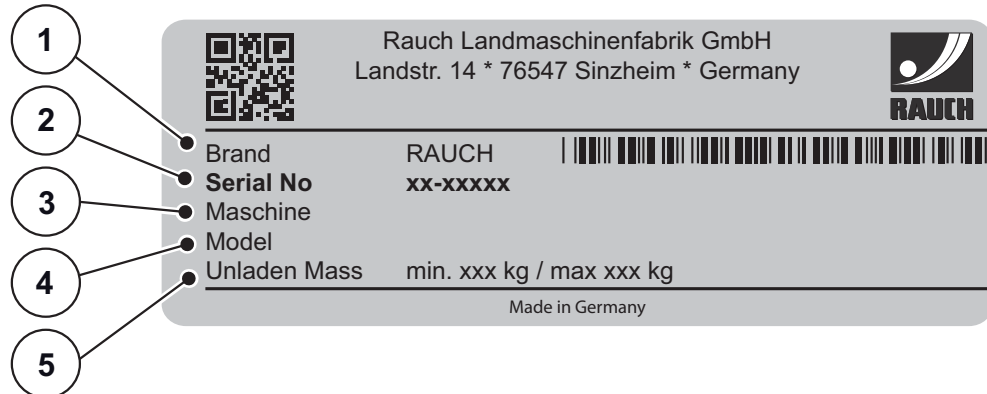 1
2
3
4
5
Rauch Landmaschinenfabrik GmbH
Landstr. 14 * 76547 Sinzheim * Germany
RAUCH
Brand RAUCH
Serial No xx-xxxxx
Maschine
Model
Unladen Mass min. xxx kg / max xxx kg
Made in Germany